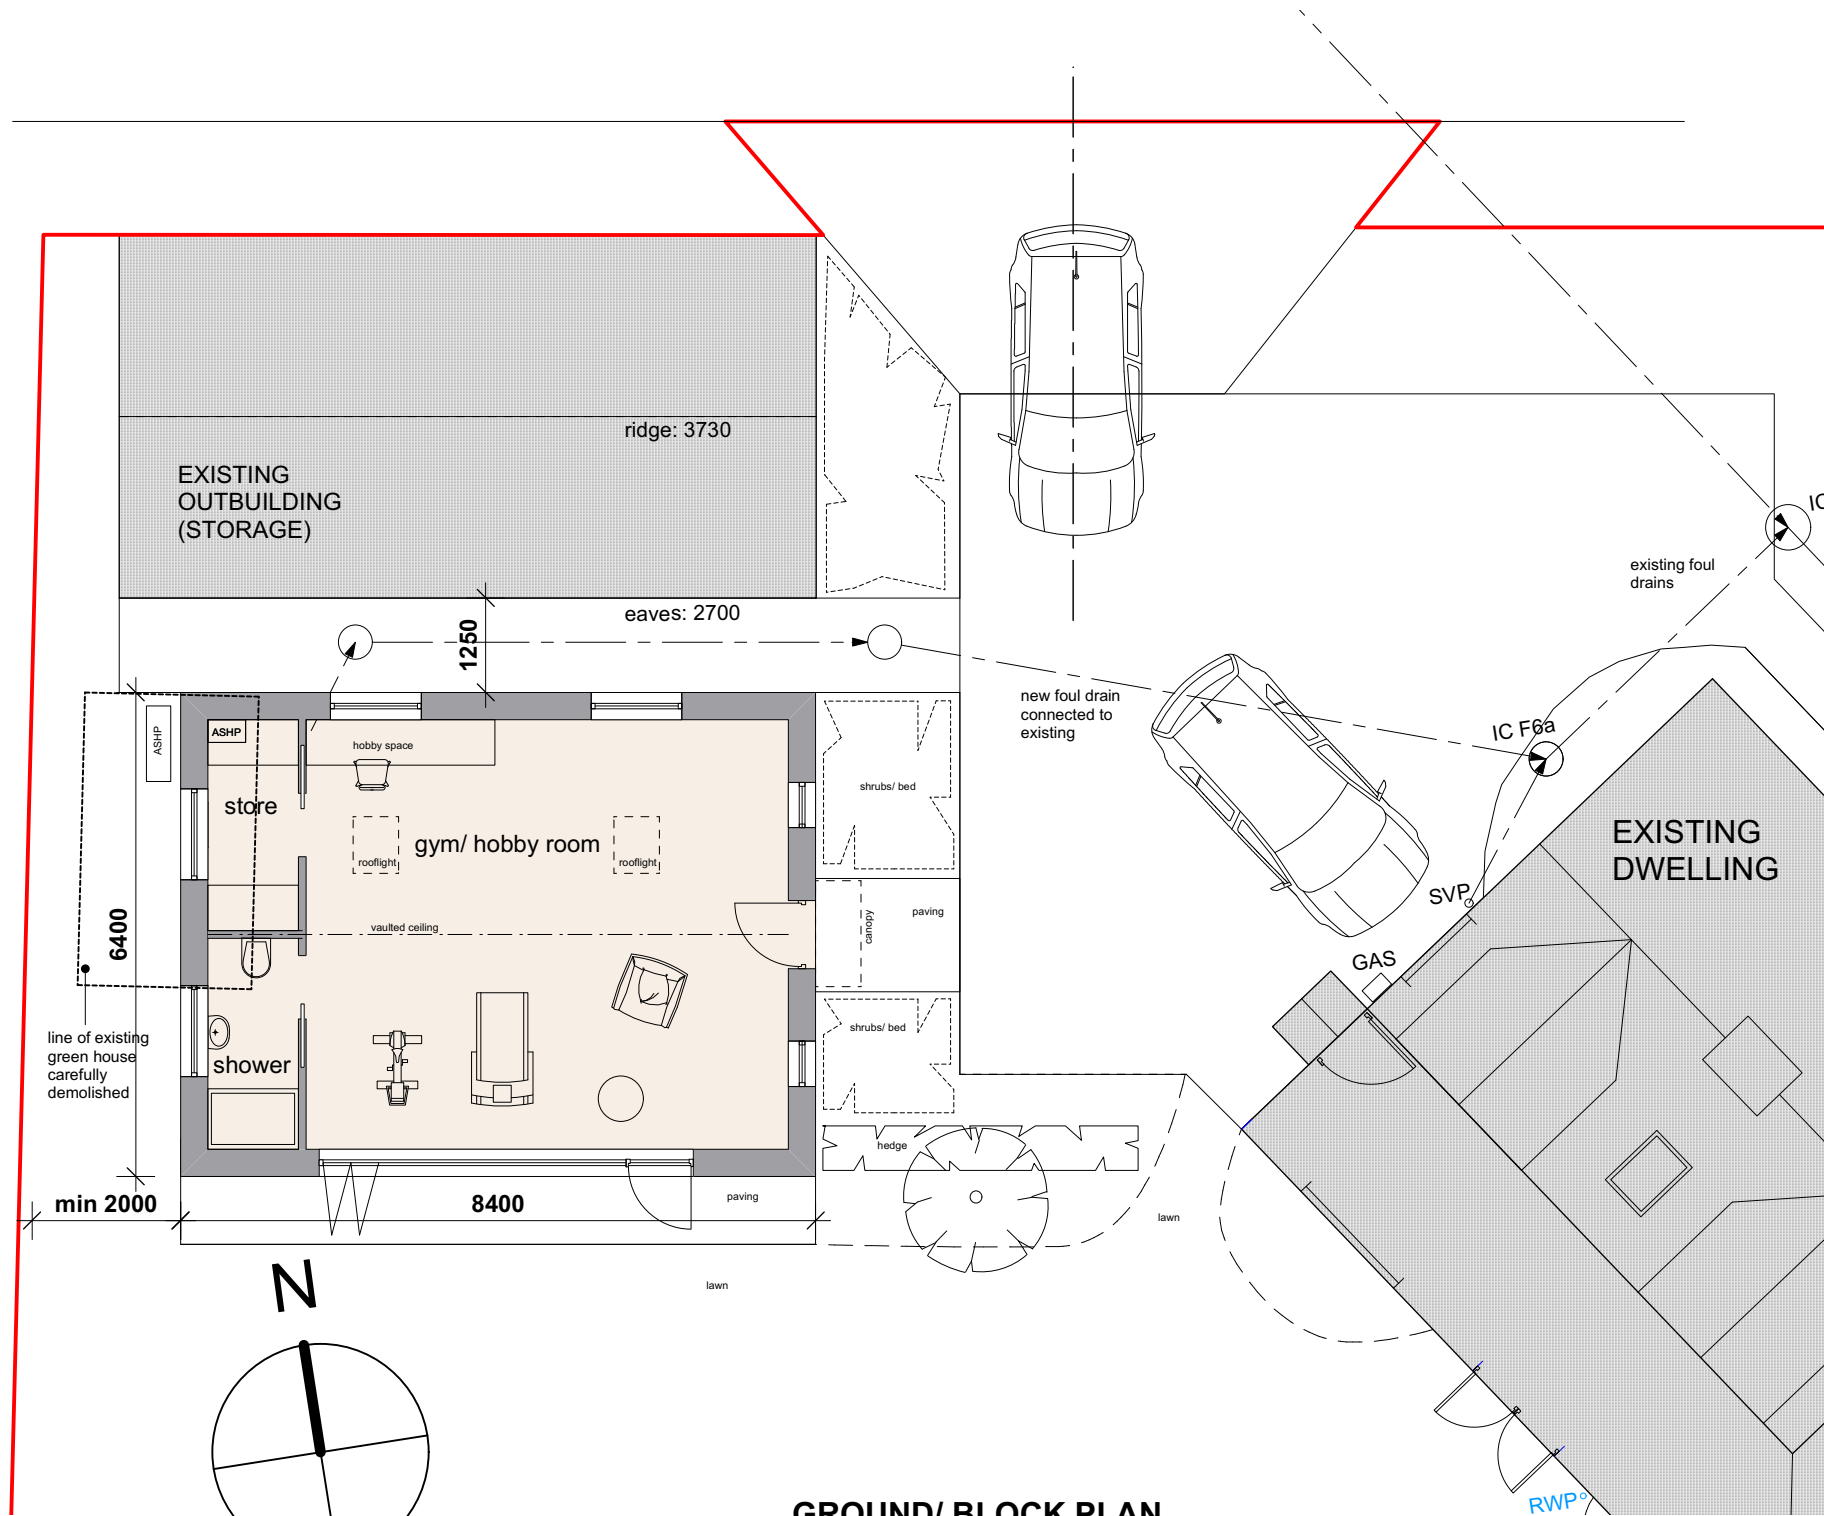 ridge: 3730
EXISTING
OUTBUILDING
(STORAGE)
IC
existing foul
drains
eaves: 2700
1250
new foul drain
connected to
existing
IC F6a
ASHP
ASHP
hobby space
store
gym/ hobby room
rooflight
rooflight
shrubs/ bed
EXISTING
DWELLING
SVP
paving
canopy
vaulted ceiling
6400
GAS
line of existing
green house
carefully
demolished
shower
shrubs/ bed
hedge
min 2000
8400
paving
lawn
lawn
N
RWP
GROUND/ BLOCK PLAN